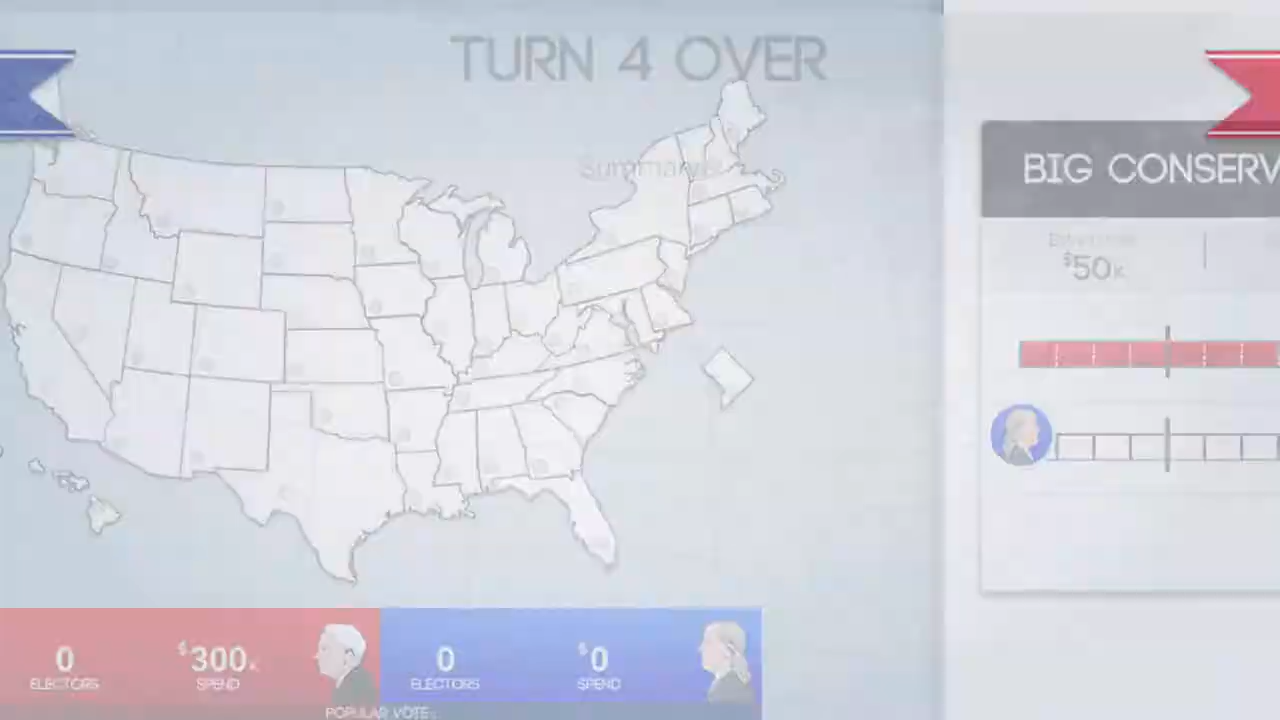 TURN 4 OVER
Summary
BIG CONSERV
$50K
0
ELECTORS
$300K
SPEND
0
ELECTORS
$0
SPEND
POPULAR VOTE